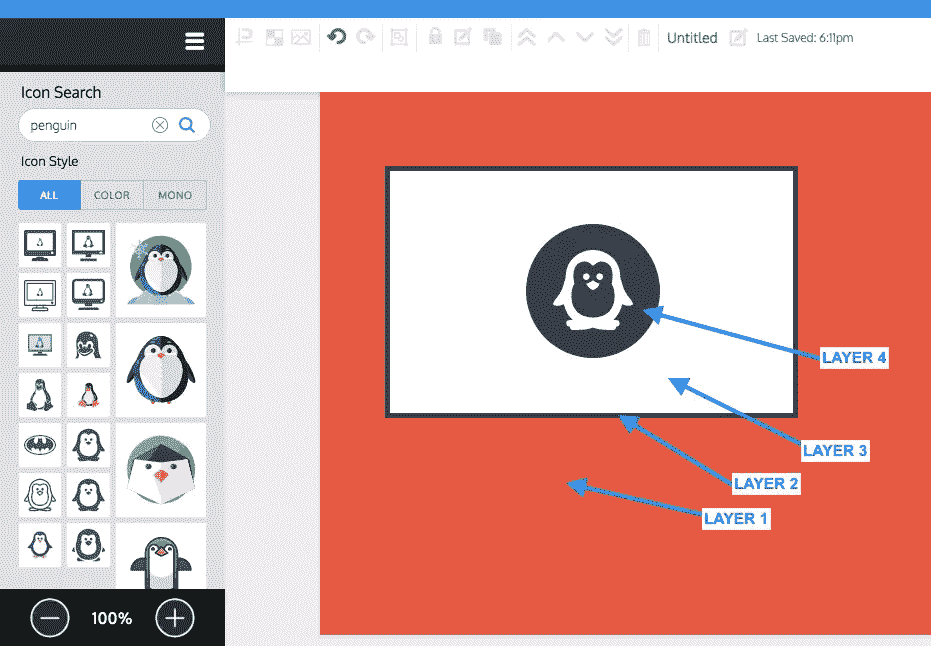 Untitled
Last Saved: 6:11pm
Icon Search
penguin
Icon Style
ALL
COLOR
MONO
LAYER 4
LAYER 3
LAYER 2
LAYER 1
100%